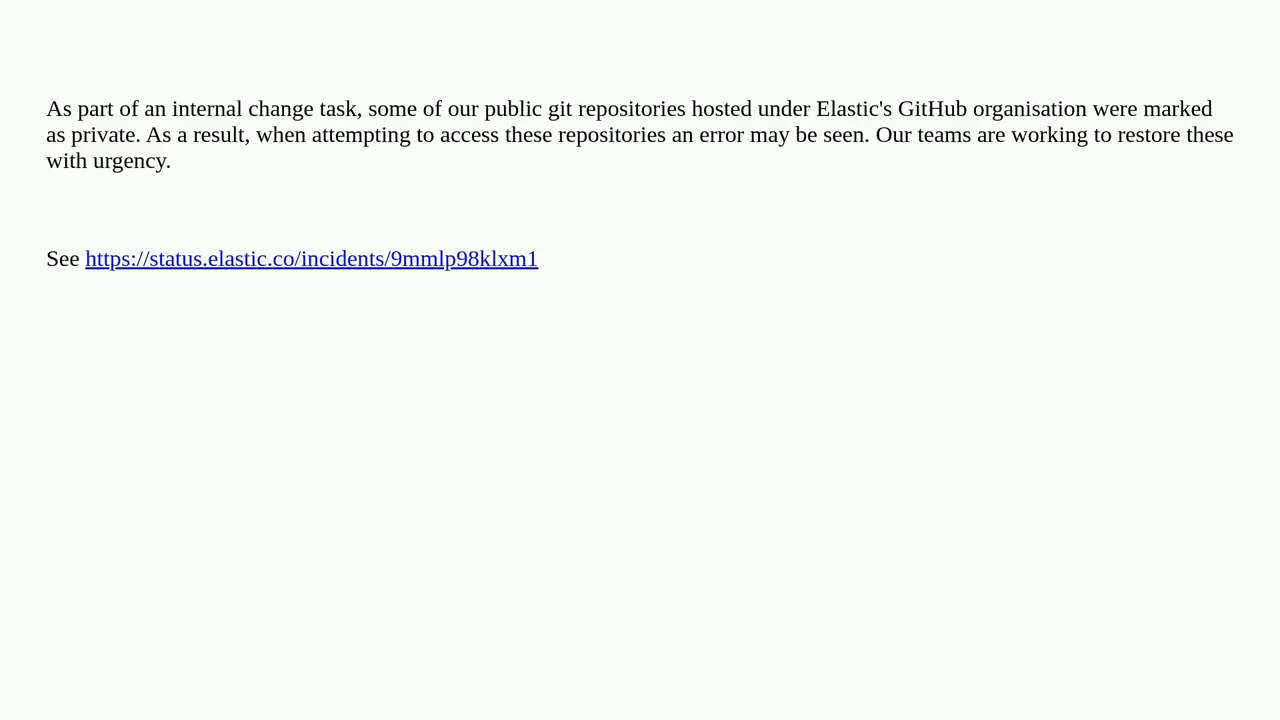 As part of an internal change task, some of our public git repositories hosted under Elastic's GitHub organisation were marked
as private. As a result, when attempting to access these repositories an error may be seen. Our teams are working to restore these
with urgency.
See https://status.elastic.co/incidents/9mmlp98klxm1